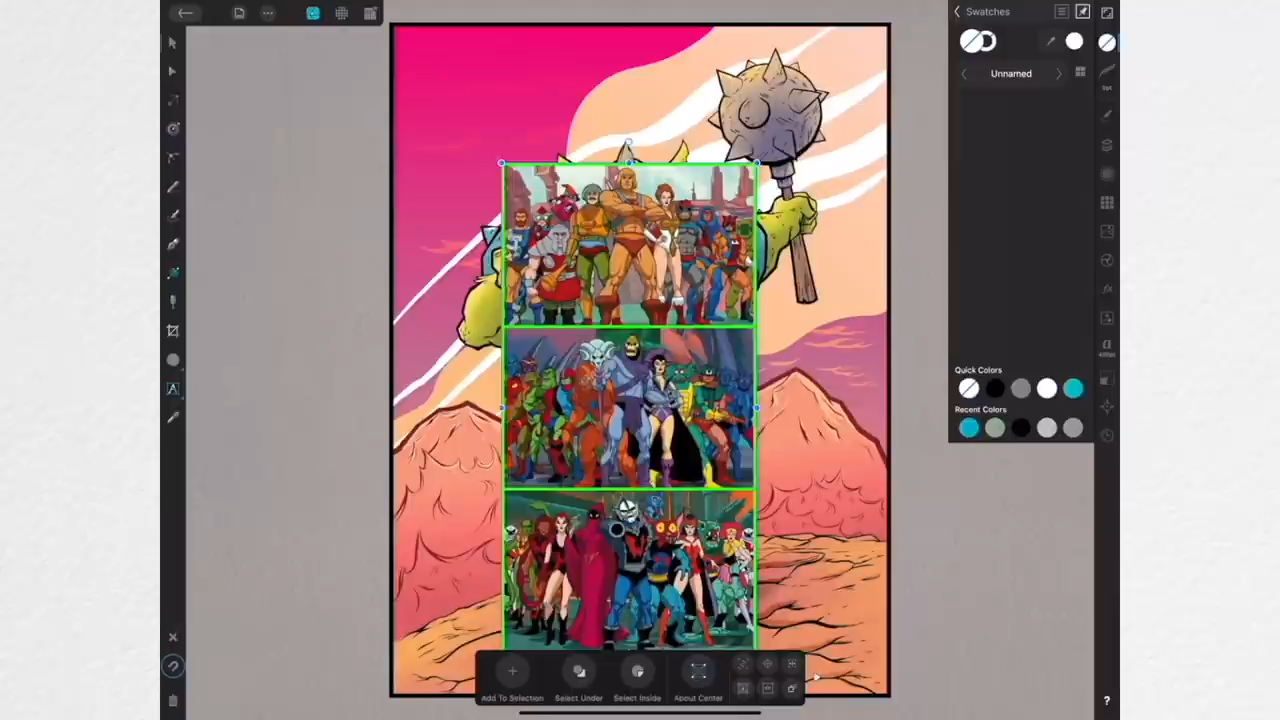 Swatches
Unnamed
Quick Colors
Recent Colors
Add To Selection
Select Under
Select Inside
About Center
?